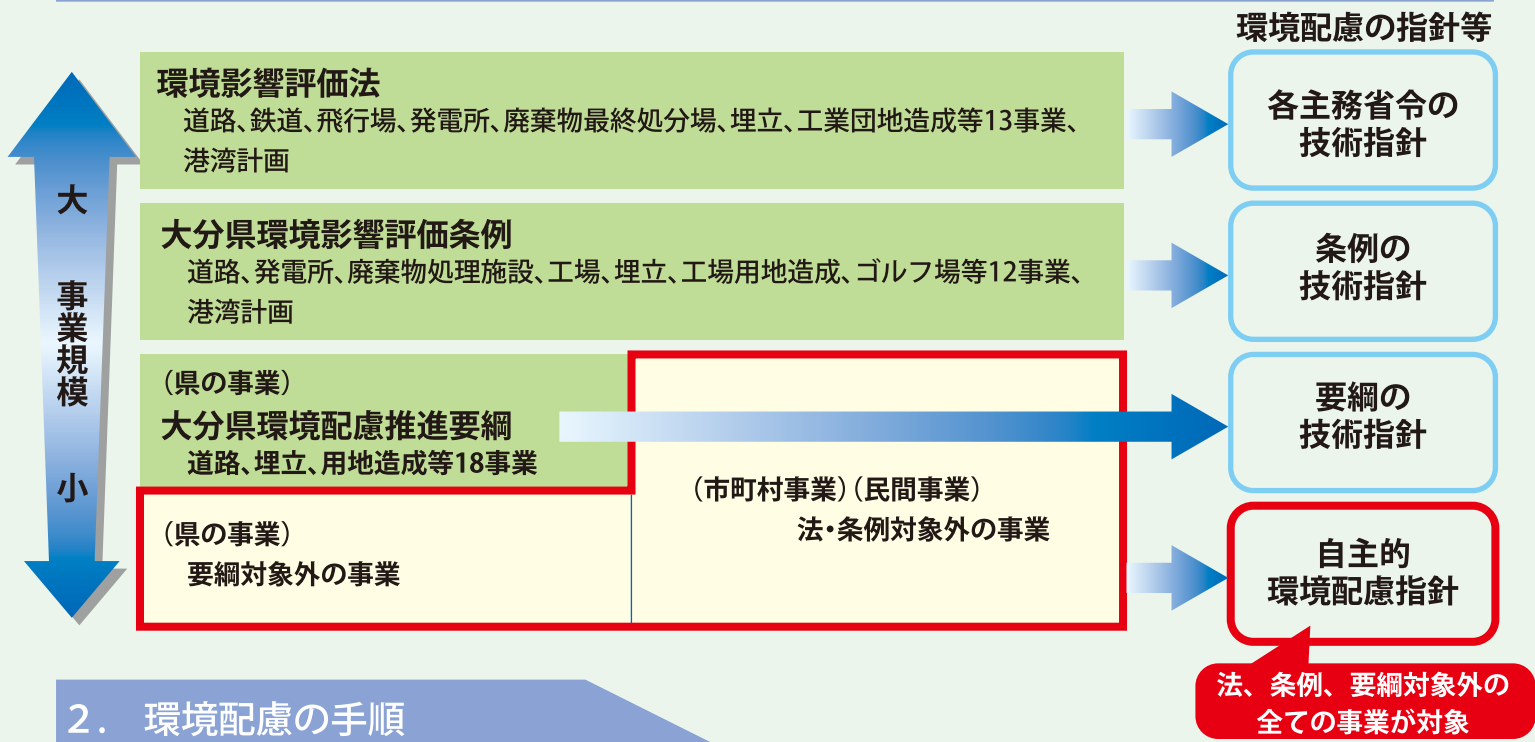 環境配慮の指針等
環境影響評価法
道路、鉄道、飛行場、発電所、廃棄物最終処分場、埋立、工業団地造成等13事業、
港湾計画
各主務省令の
技術指針
大
事業規模
小
大分県環境影響評価条例
道路、発電所、廃棄物処理施設、工場、埋立、工場用地造成、ゴルフ場等12事業、
港湾計画
条例の
技術指針
（県の事業）
大分県環境配慮推進要綱
道路、埋立、用地造成等18事業
要綱の
技術指針
（市町村事業）（民間事業）
法・条例対象外の事業
（県の事業）
要綱対象外の事業
自主的
環境配慮指針
法、条例、要綱対象外の
全ての事業が対象
２． 環境配慮の手順